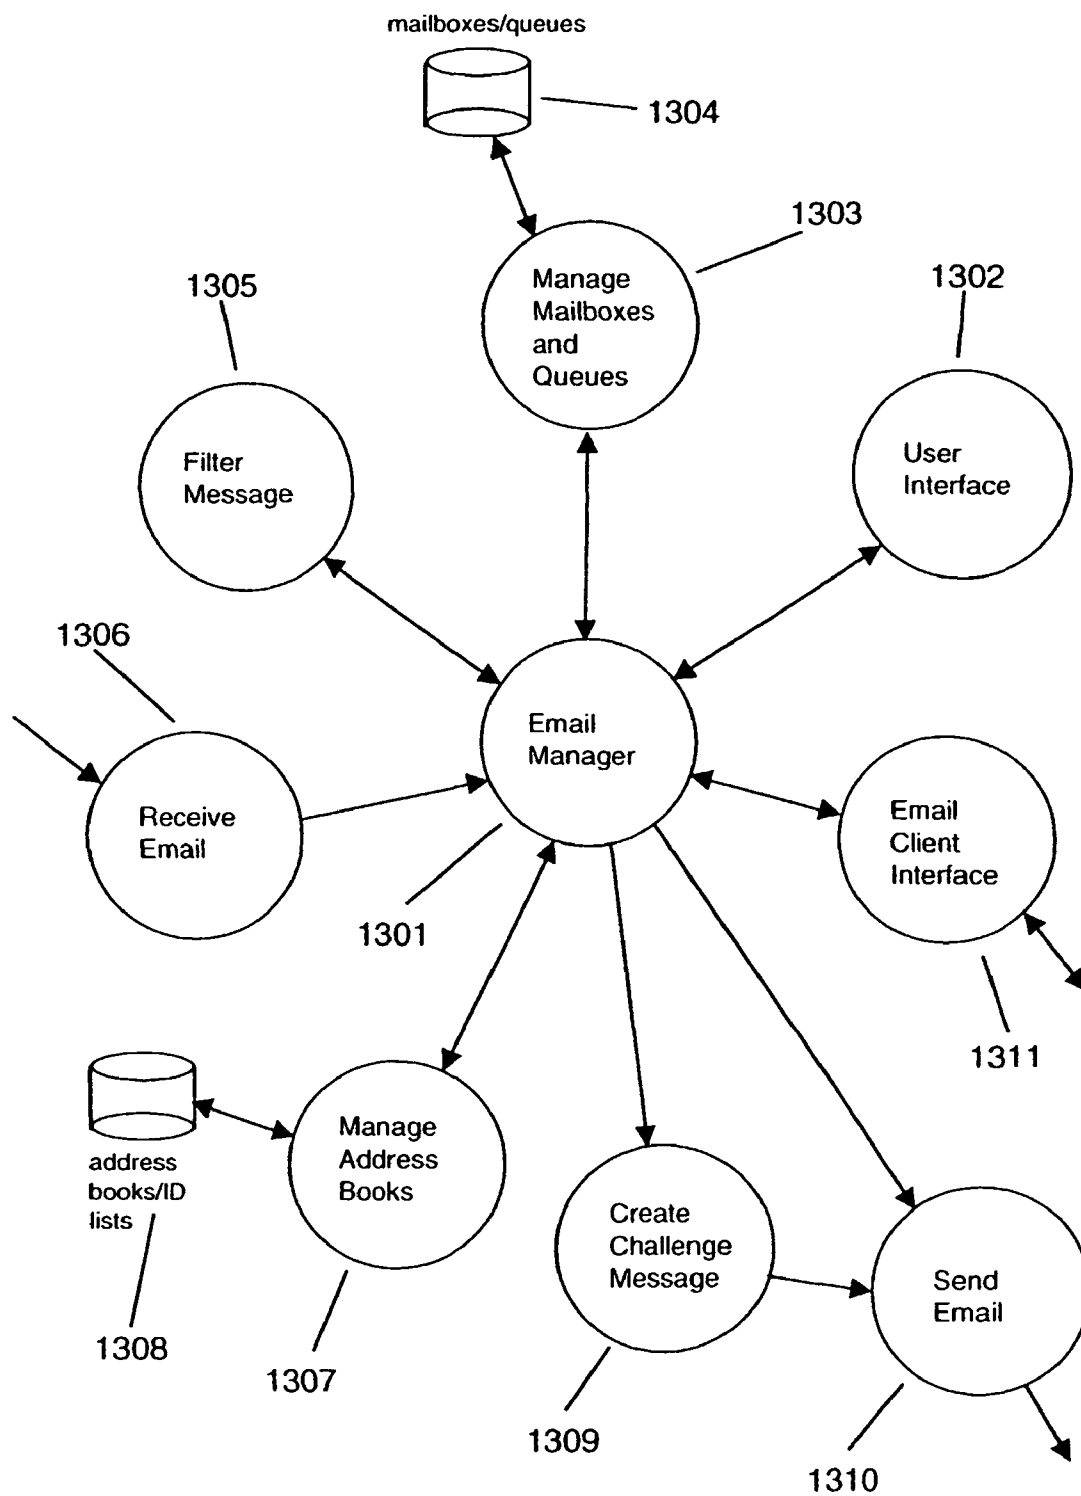 mailboxes/queues
1304
1303
1305
1302
Manage
Mailboxes
and
Queues
Filter
Message
User
Interface
1306
Email
Manager
Receive
Email
Email
Client
Interface
1301
1311
Manage
Address
Books
address
books/ID
lists
Create
Challenge
Message
Send
Email
1308
1307
1309
1310